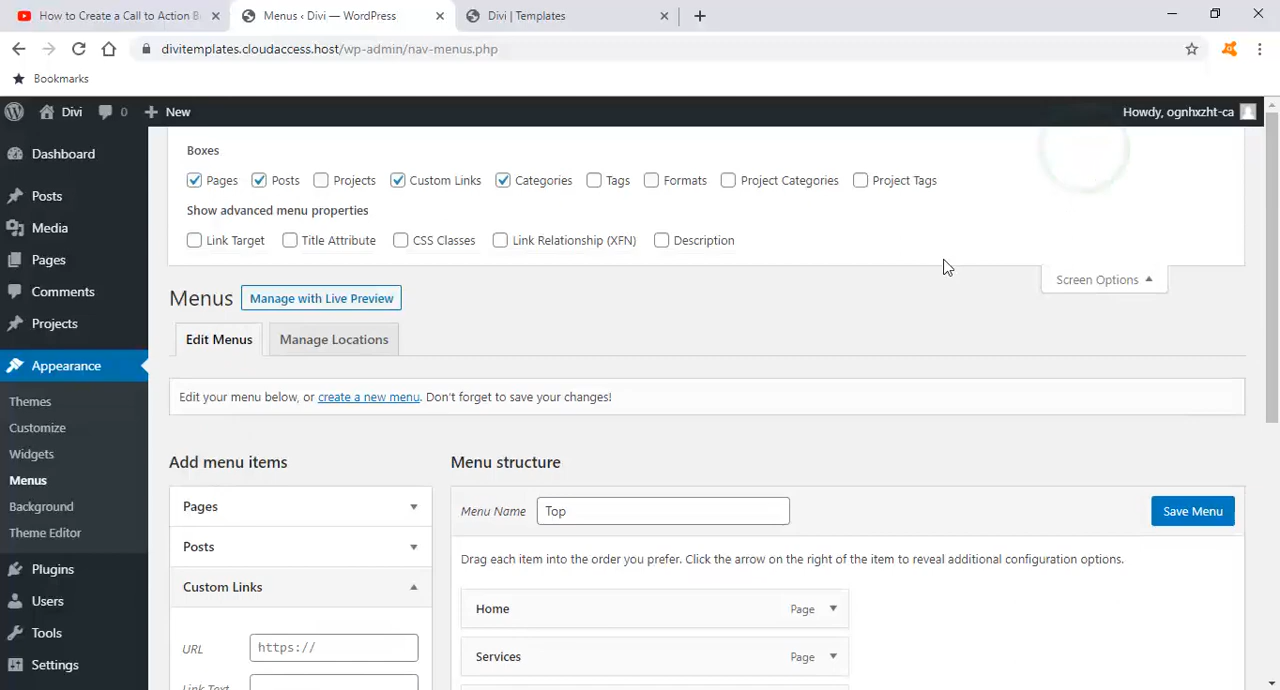 How to Create a Call to Action B
Menus ‹ Divi — WordPress
Divi | Templates
divitemplates.cloudaccess.host/wp-admin/nav-menus.php
Bookmarks
Divi 0 New
Howdy, ognhxzht-ca
Dashboard
Posts
Media
Pages
Comments
Projects
Appearance
Themes
Customize
Widgets
Menus
Background
Theme Editor
Plugins
Users
Tools
Settings
Boxes
Pages Posts Projects Custom Links Categories Tags Formats Project Categories Project Tags
Show advanced menu properties
Link Target Title Attribute CSS Classes Link Relationship (XFN) Description
Screen Options
Menus Manage with Live Preview
Edit Menus Manage Locations
Edit your menu below, or create a new menu. Don't forget to save your changes!
Add menu items
Pages
Posts
Custom Links
URL https://
Link Text
Menu structure
Menu Name Top Save Menu
Drag each item into the order you prefer. Click the arrow on the right of the item to reveal additional configuration options.
Home Page
Services Page